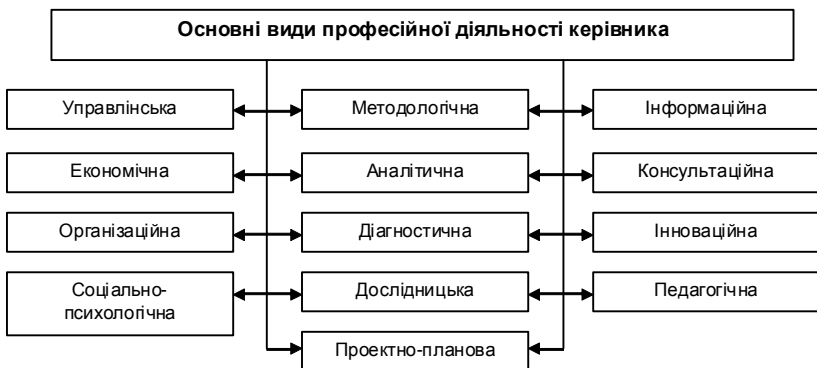 Основні види професійної діяльності керівника
Управлінська
Методологічна
Інформаційна
Економічна
Аналітична
Консультаційна
Організаційна
Діагностична
Інноваційна
Соціально-
психологічна
Дослідницька
Педагогічна
Проектно-планова